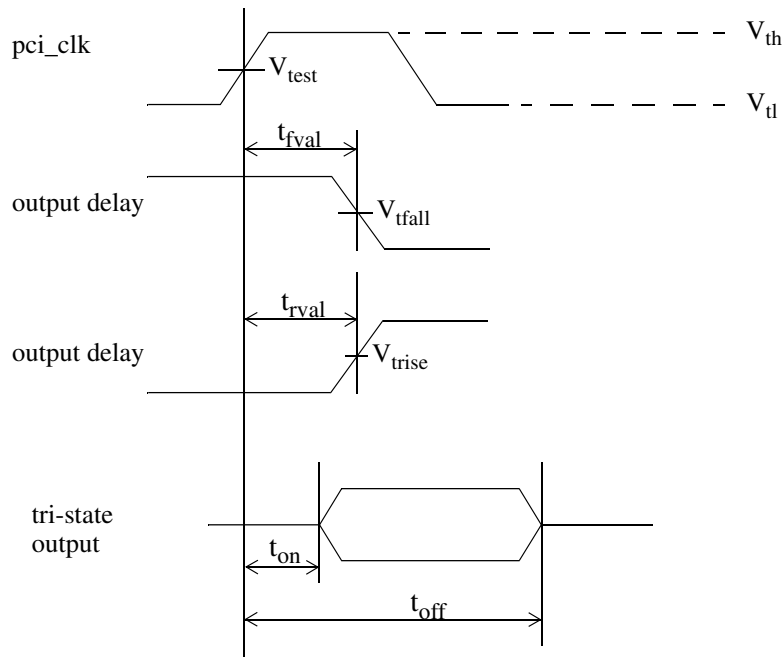 pci_clk
V_th
V_test
V_tl
t_fval
output delay
V_tfall
t_rval
output delay
V_trise
tri-state
output
t_on
t_off